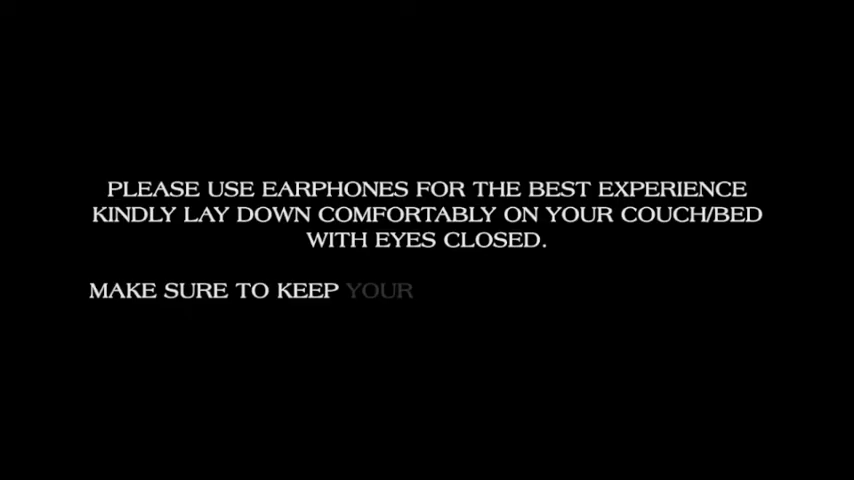 PLEASE USE EARPHONES FOR THE BEST EXPERIENCE
KINDLY LAY DOWN COMFORTABLY ON YOUR COUCH/BED
WITH EYES CLOSED.
MAKE SURE TO KEEP YOUR